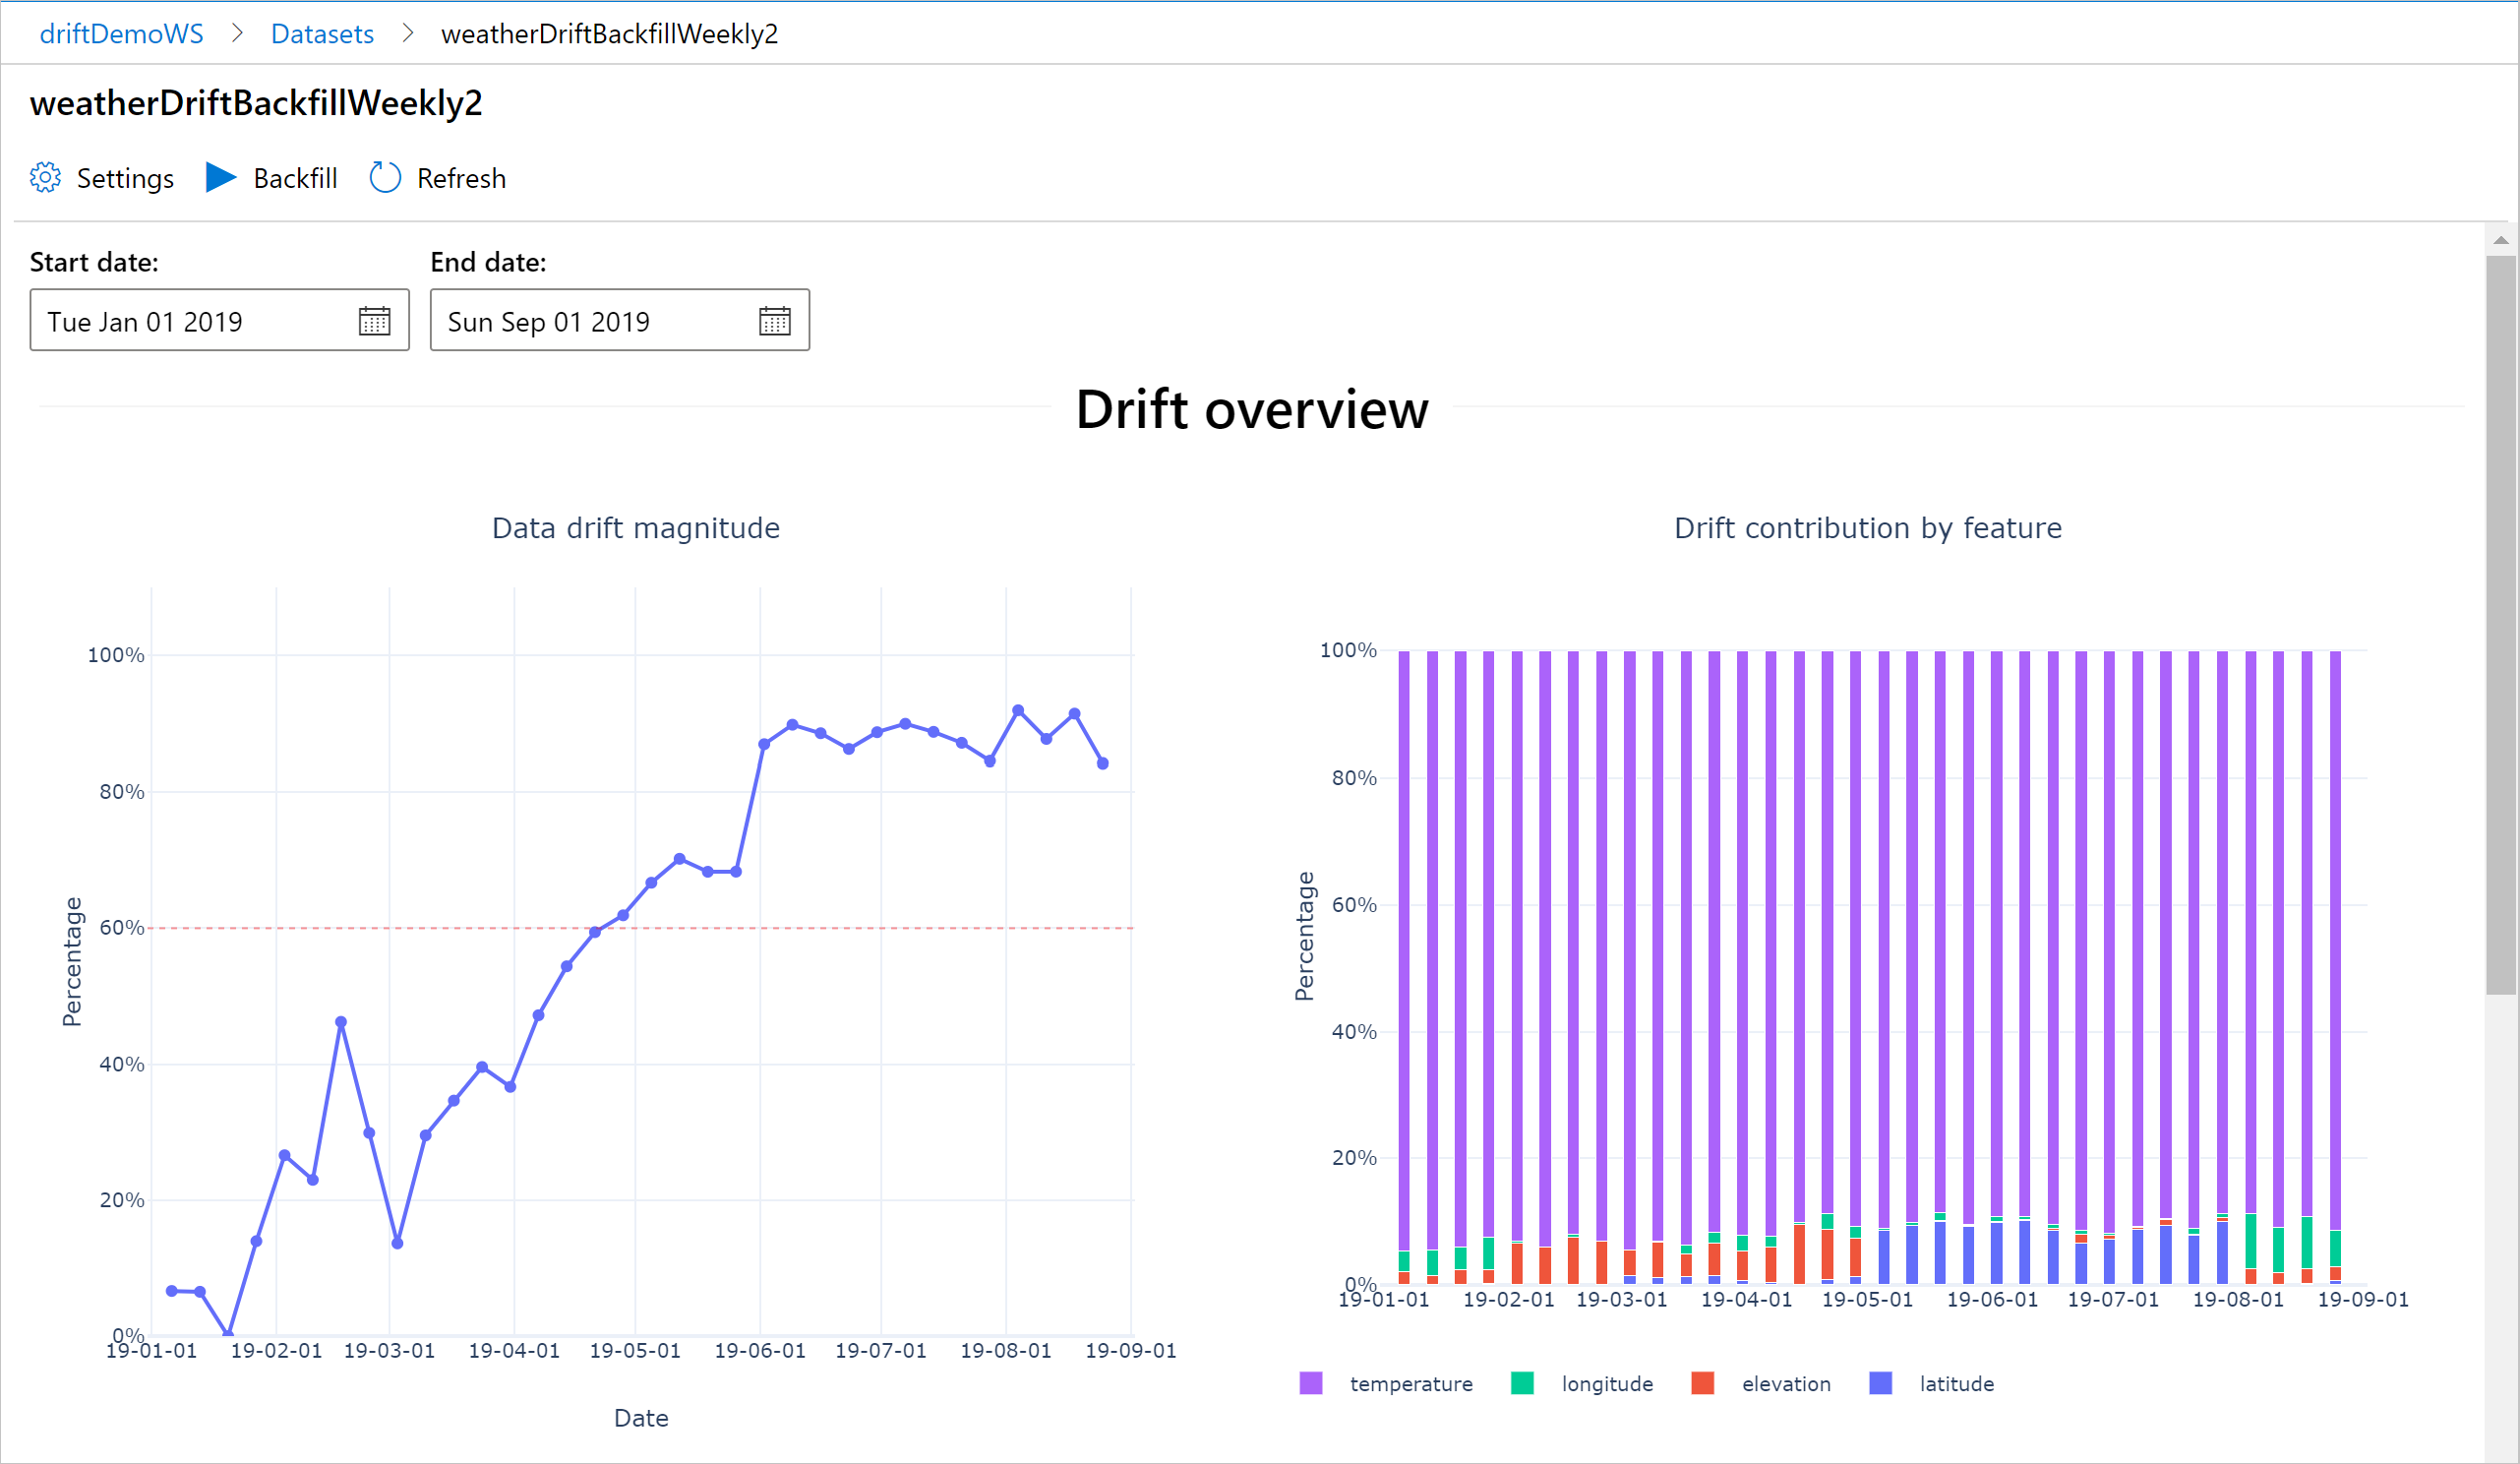 driftDemoWS > Datasets > weatherDriftBackfillWeekly2
weatherDriftBackfillWeekly2
Settings Backfill Refresh
Start date: End date:
Tue Jan 01 2019 Sun Sep 01 2019
Drift overview
Data drift magnitude
100%
80%
60%
40%
20%
0%
Percentage
19-01-01 19-02-01 19-03-01 19-04-01 19-05-01 19-06-01 19-07-01 19-08-01 19-09-01
Date
Drift contribution by feature
100%
80%
60%
40%
20%
0%
Percentage
19-01-01 19-02-01 19-03-01 19-04-01 19-05-01 19-06-01 19-07-01 19-08-01 19-09-01
temperature longitude elevation latitude